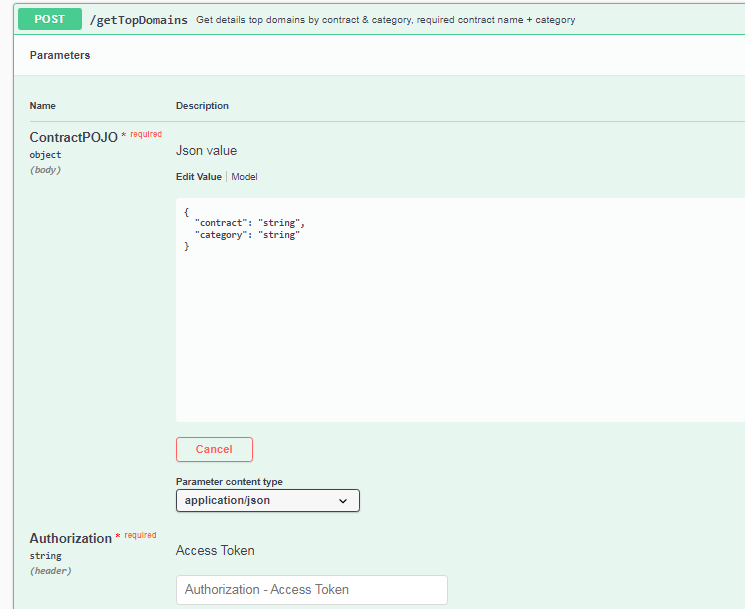 POST /getTopDomains Get details top domains by contract & category, required contract name + category
Parameters
Name Description
ContractPOJO * required
object
(body)
Json value
Edit Value | Model
{
"contract": "string",
"category": "string"
}
Cancel
Parameter content type
application/json
Authorization * required
string
(header)
Access Token
Authorization - Access Token